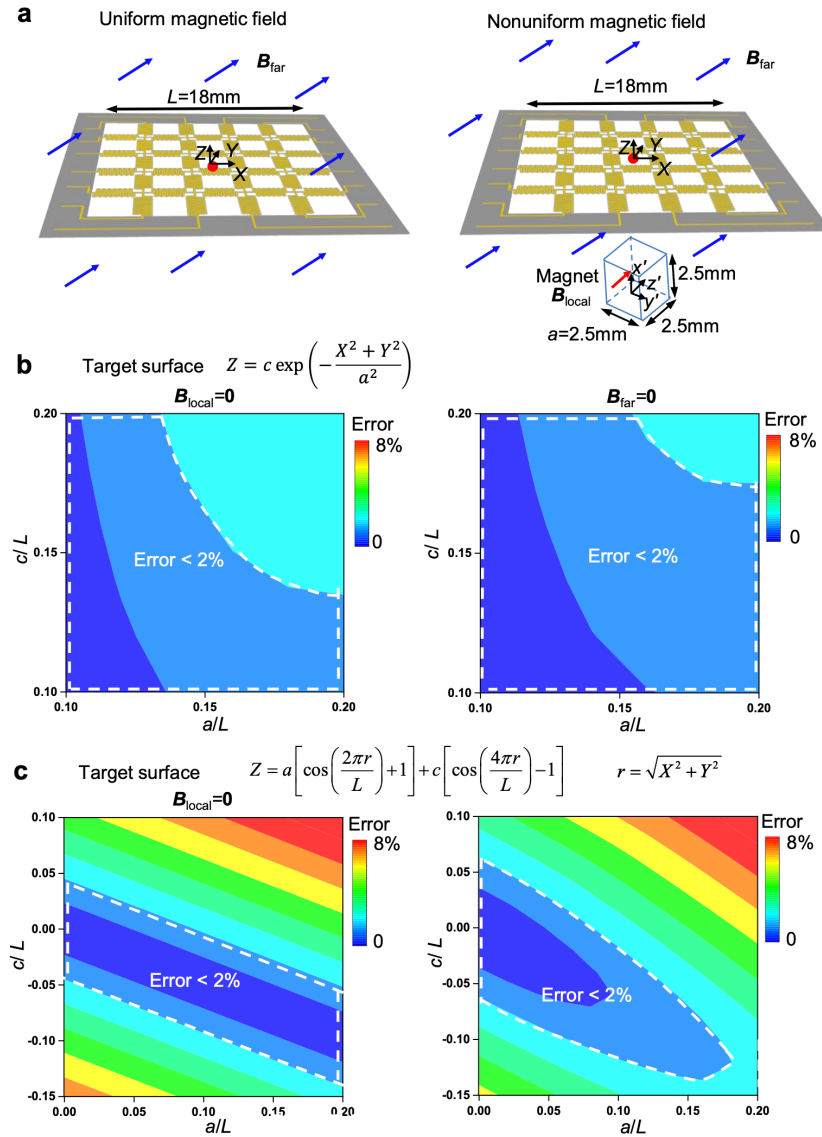 a
Uniform magnetic field
Nonuniform magnetic field
B_far
B_far
L=18mm
L=18mm
Z
Y
X
Z
Y
X
Magnet
B_local
x'
z'
y'
2.5mm
2.5mm
a=2.5mm
b
Target surface Z = c exp(−(X² + Y²)/a²)
B_local=0
B_far=0
0.20
0.15
0.10
c/L
0.10 0.15 0.20
a/L
Error < 2%
Error
8%
0
0.20
0.15
0.10
c/L
0.10 0.15 0.20
a/L
Error < 2%
Error
8%
0
c
Target surface Z = a[cos(2πr/L)+1]+c[cos(4πr/L)−1] r = √(X² + Y²)
B_local=0
0.10
0.05
0.00
-0.05
-0.10
-0.15
c/L
0.00 0.05 0.10 0.15 0.20
a/L
Error < 2%
Error
8%
0
0.10
0.05
0.00
-0.05
-0.10
-0.15
c/L
0.00 0.05 0.10 0.15 0.20
a/L
Error < 2%
Error
8%
0